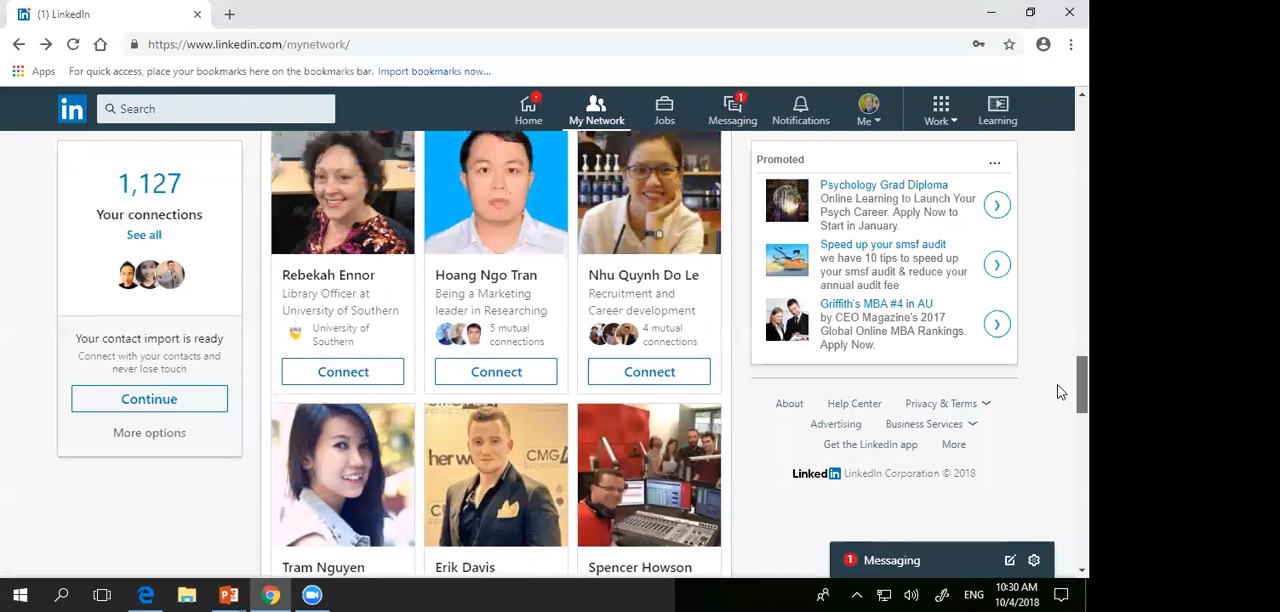 (1) LinkedIn
https://www.linkedin.com/mynetwork/
Apps For quick access, place your bookmarks here on the bookmarks bar. Import bookmarks now...
in
Search
Home
My Network
Jobs
1
Messaging
Notifications
Me
Work
Learning
1,127
Your connections
See all
Your contact import is ready
Connect with your contacts and
never lose touch
Continue
More options
Rebekah Ennor
Library Officer at
University of Southern
University of
Southern
Connect
Hoang Ngo Tran
Being a Marketing
leader in Researching
5 mutual
connections
Connect
Nhu Quynh Do Le
Recruitment and
Career development
4 mutual
connections
Connect
Tram Nguyen
Erik Davis
Spencer Howson
CMG
Promoted
Psychology Grad Diploma
Online Learning to Launch Your
Psych Career. Apply Now to
Start in January.
Speed up your smsf audit
we have 10 tips to speed up
your smsf audit & reduce your
annual audit fee
Griffith's MBA #4 in AU
by CEO Magazine's 2017
Global Online MBA Rankings.
Apply Now.
About Help Center Privacy & Terms
Advertising Business Services
Get the LinkedIn app More
LinkedIn LinkedIn Corporation © 2018
1 Messaging
ENG
10:30 AM
10/4/2018